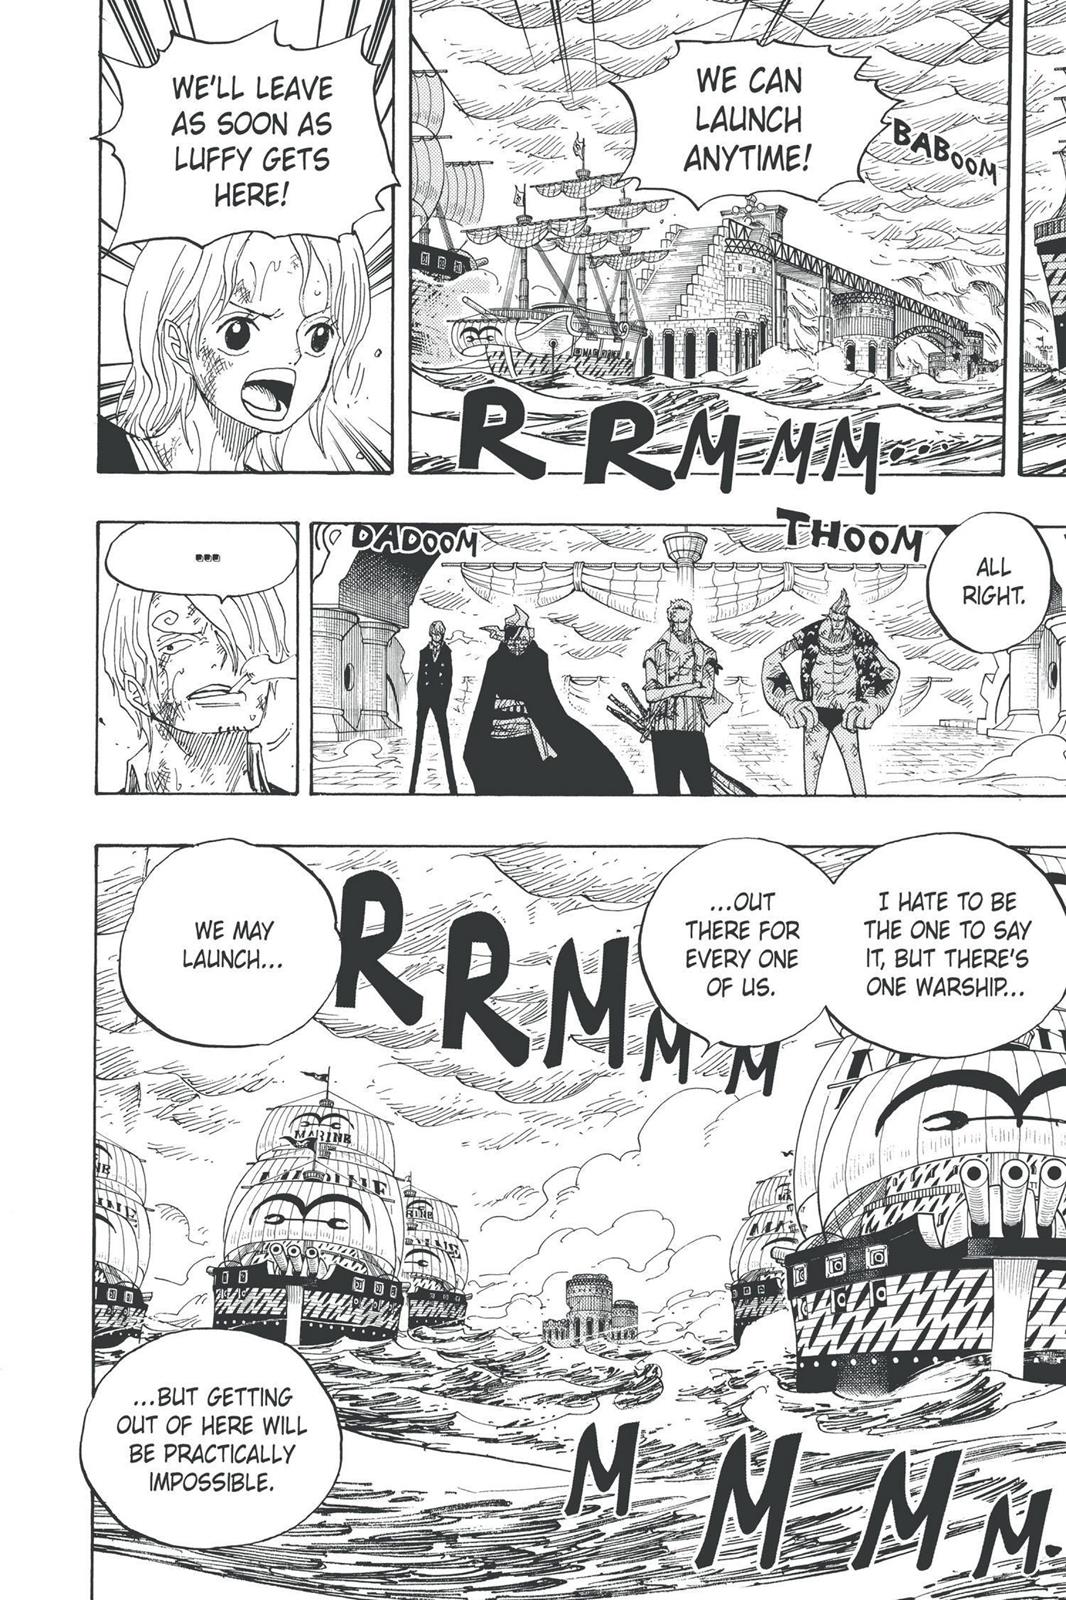 WE CAN
LAUNCH
ANYTIME!
BABOOM
RRMMM...
WE'LL LEAVE
AS SOON AS
LUFFY GETS
HERE!
ALL
RIGHT.
THOOM
DADOOM
...
I HATE TO BE
THE ONE TO SAY
IT, BUT THERE'S
ONE WARSHIP...
...OUT
THERE FOR
EVERY ONE
OF US.
RRMMM
WE MAY
LAUNCH...
MARINE
MARINE
...BUT GETTING
OUT OF HERE WILL
BE PRACTICALLY
IMPOSSIBLE.
MMMM.